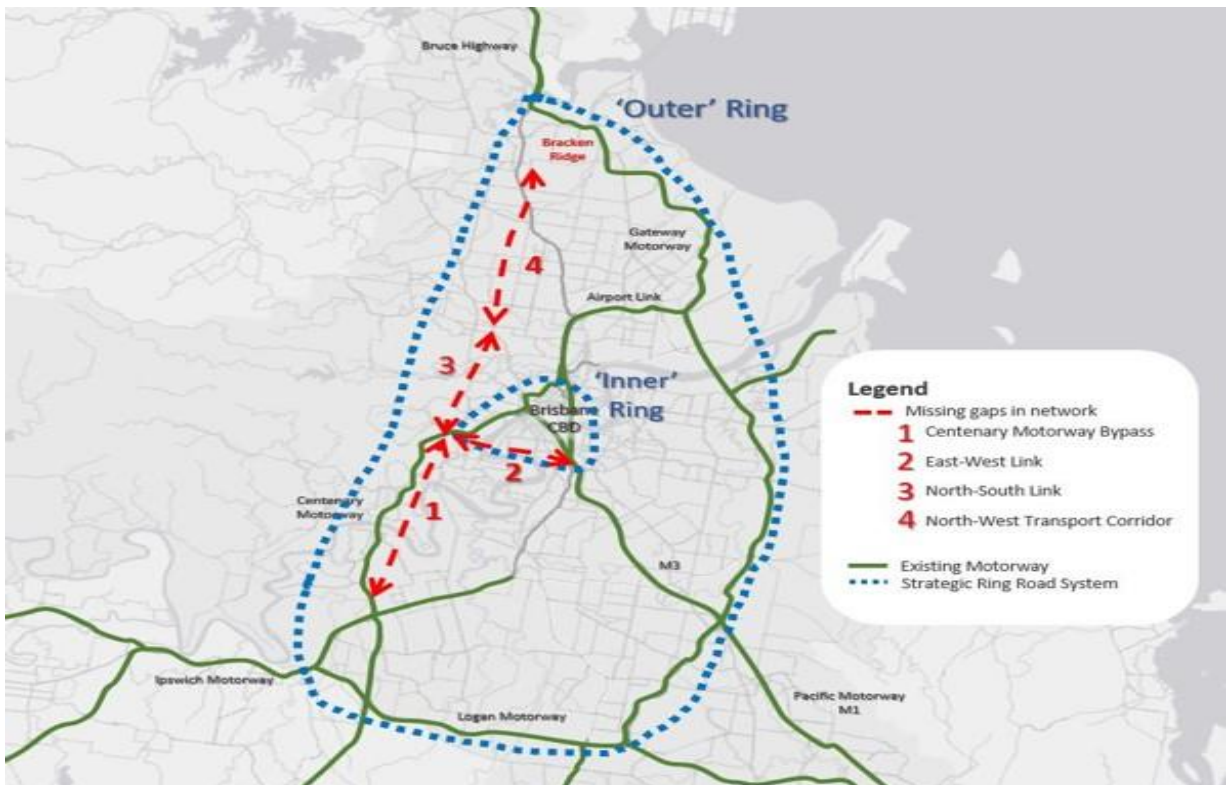 Bruce Highway
'Outer' Ring
Bracken
Ridge
4
Gateway
Motorway
Airport Link
3
'Inner'
Ring
Brisbane
CBD
2
Centenary
Motorway
1
M3
Ipswich Motorway
Logan Motorway
Pacific Motorway
M1
Legend
Missing gaps in network
1 Centenary Motorway Bypass
2 East-West Link
3 North-South Link
4 North-West Transport Corridor
Existing Motorway
Strategic Ring Road System